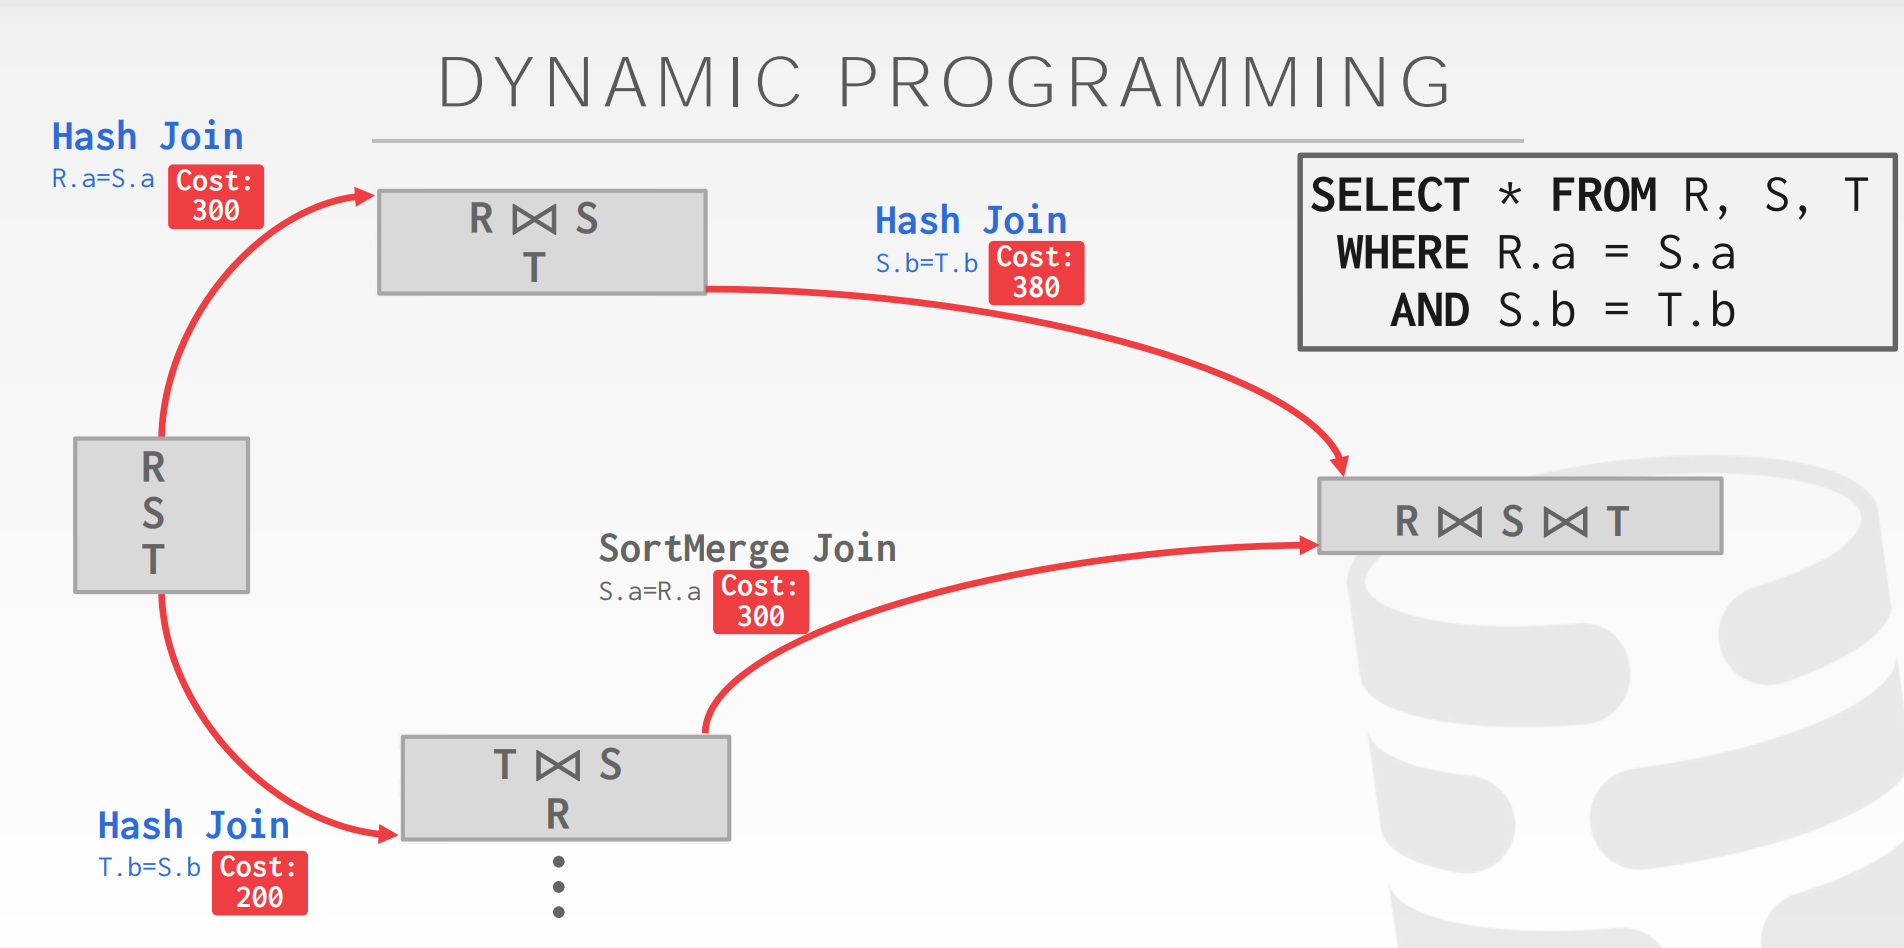 DYNAMIC PROGRAMMING
Hash Join
R.a=S.a
Cost:
300
R ⋈ S
T
Hash Join
S.b=T.b
Cost:
380
SELECT * FROM R, S, T
WHERE R.a = S.a
AND S.b = T.b
R
S
T
R ⋈ S ⋈ T
SortMerge Join
S.a=R.a
Cost:
300
T ⋈ S
R
Hash Join
T.b=S.b
Cost:
200